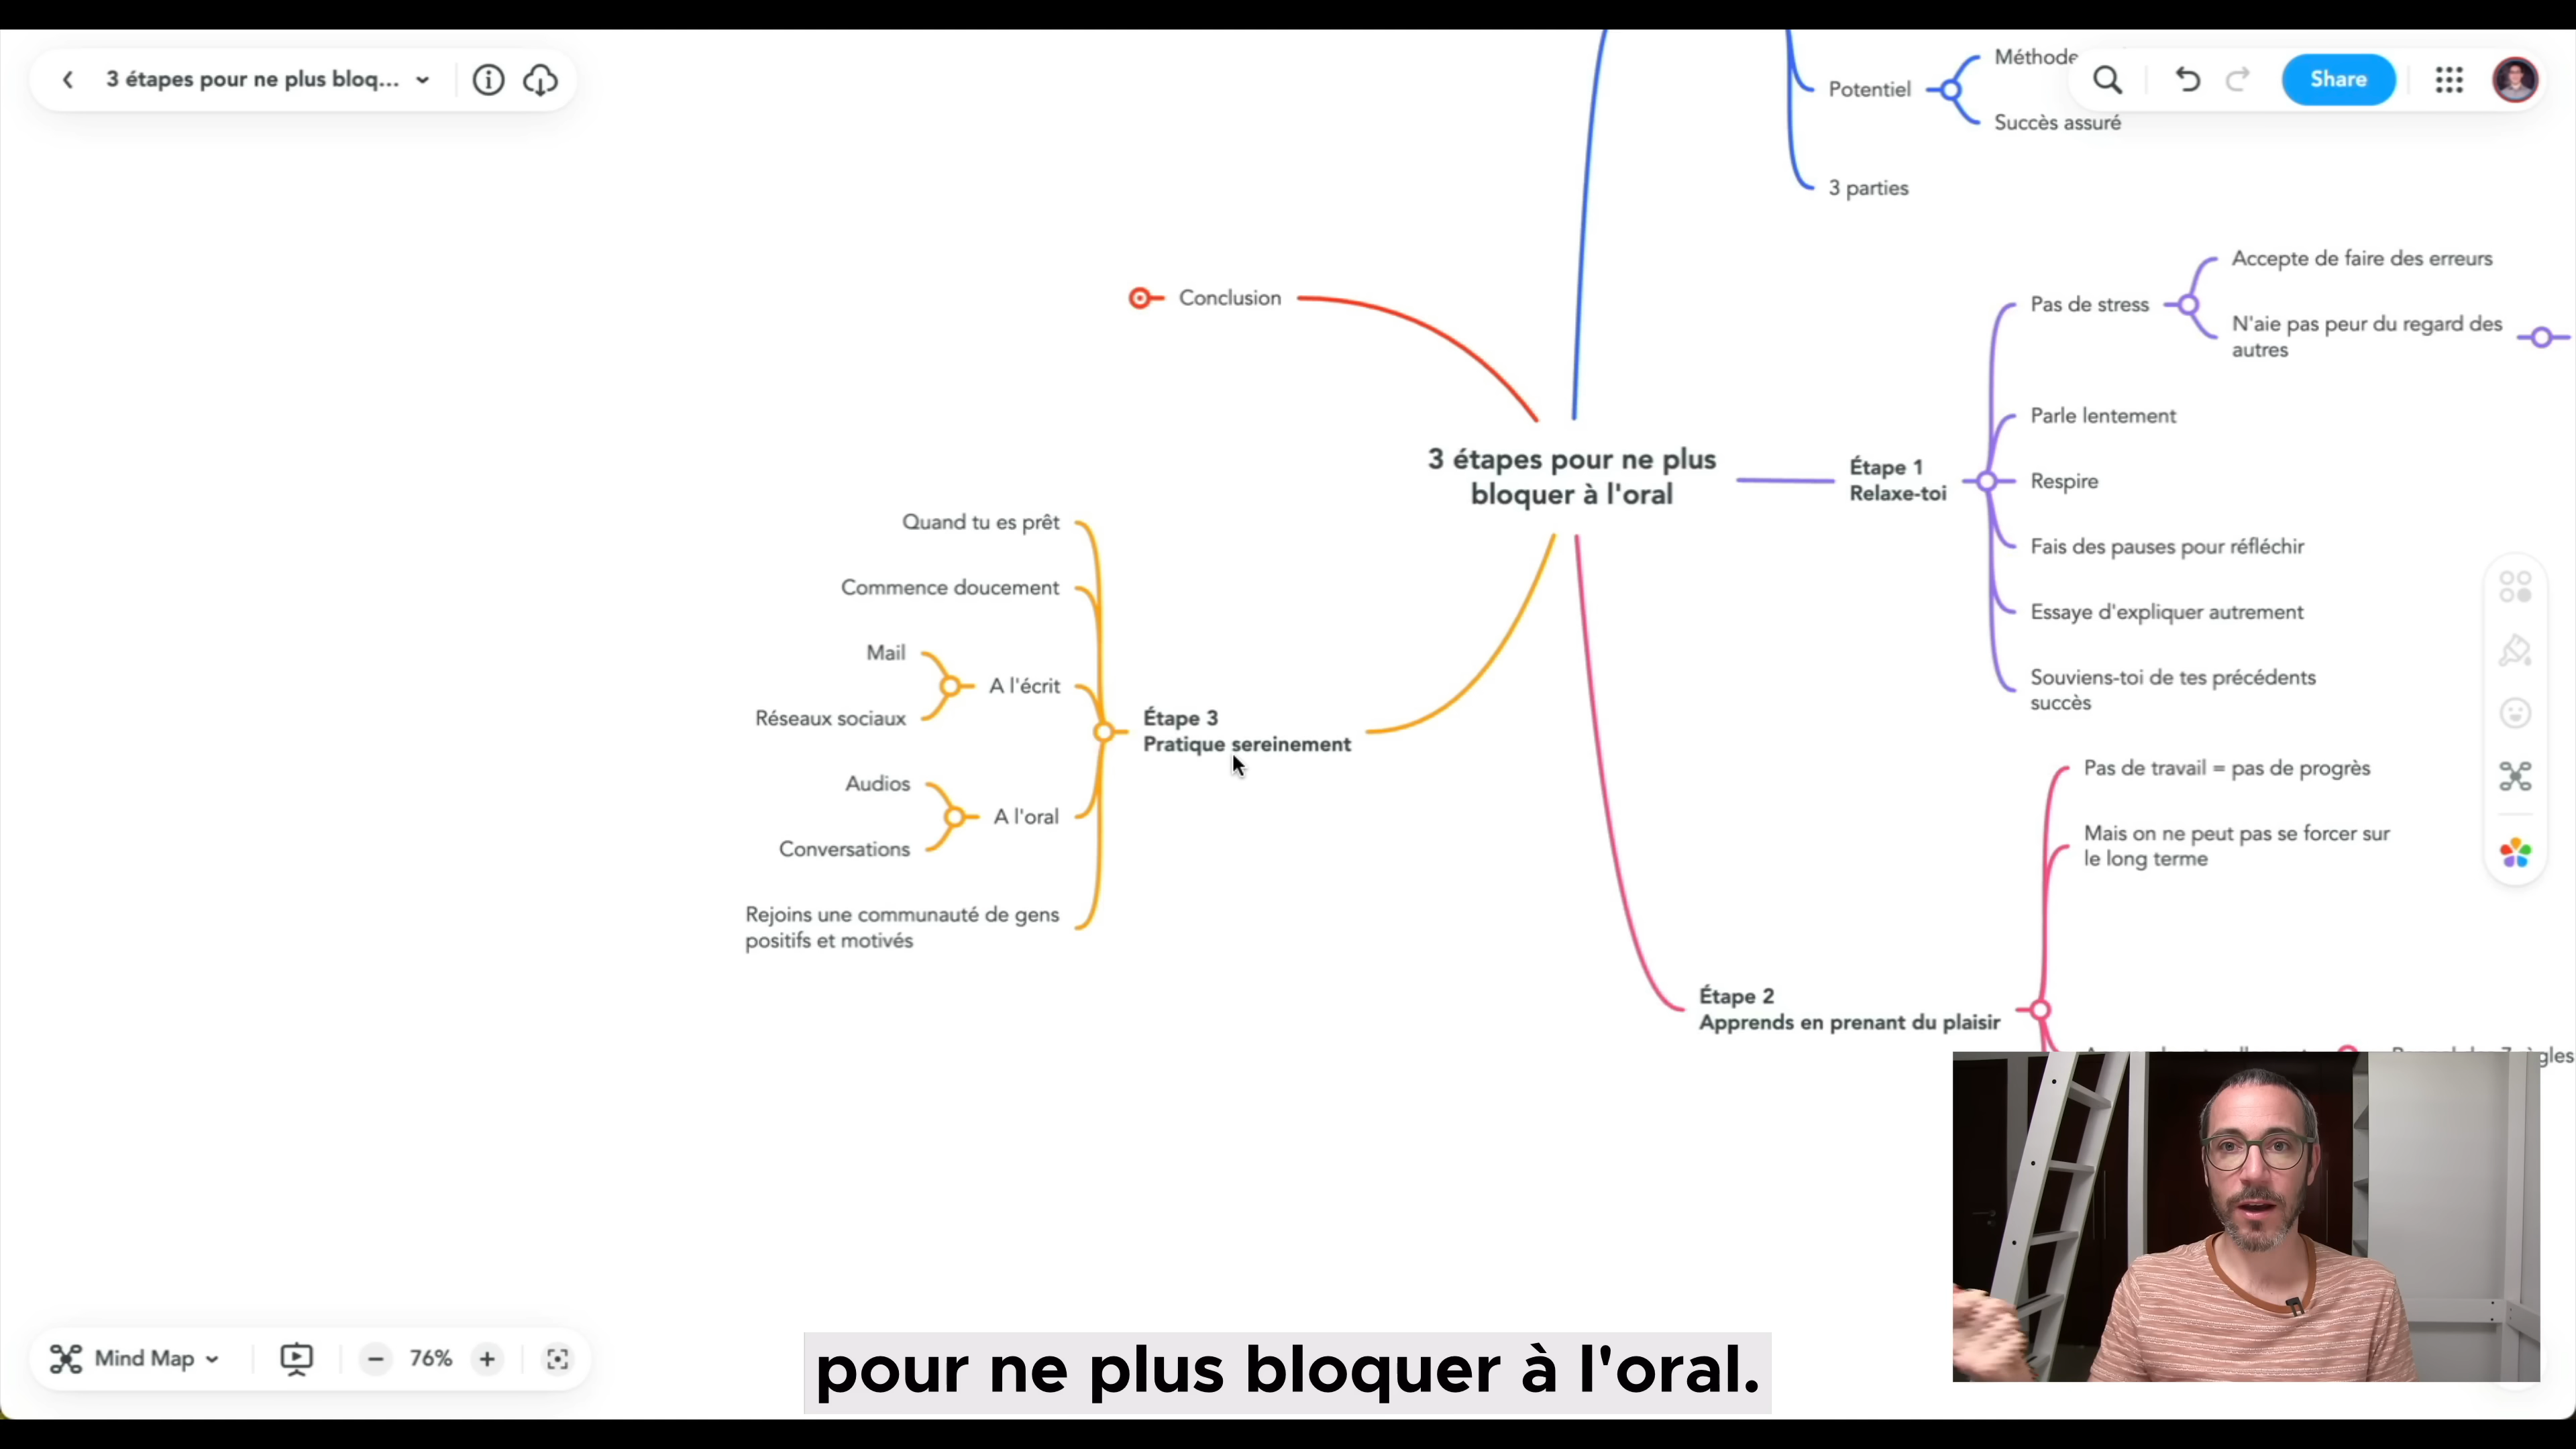 3 étapes pour ne plus bloq...
Share
Méthode
Potentiel
Succès assuré
3 parties
Conclusion
3 étapes pour ne plus
bloquer à l'oral
Étape 1
Relaxe-toi
Pas de stress
Accepte de faire des erreurs
N'aie pas peur du regard des
autres
Parle lentement
Respire
Fais des pauses pour réfléchir
Essaye d'expliquer autrement
Souviens-toi de tes précédents
succès
Quand tu es prêt
Commence doucement
Mail
A l'écrit
Réseaux sociaux
Étape 3
Pratique sereinement
Audios
A l'oral
Conversations
Rejoins une communauté de gens
positifs et motivés
Pas de travail = pas de progrès
Mais on ne peut pas se forcer sur
le long terme
Étape 2
Apprends en prenant du plaisir
Mind Map
76%
pour ne plus bloquer à l'oral.